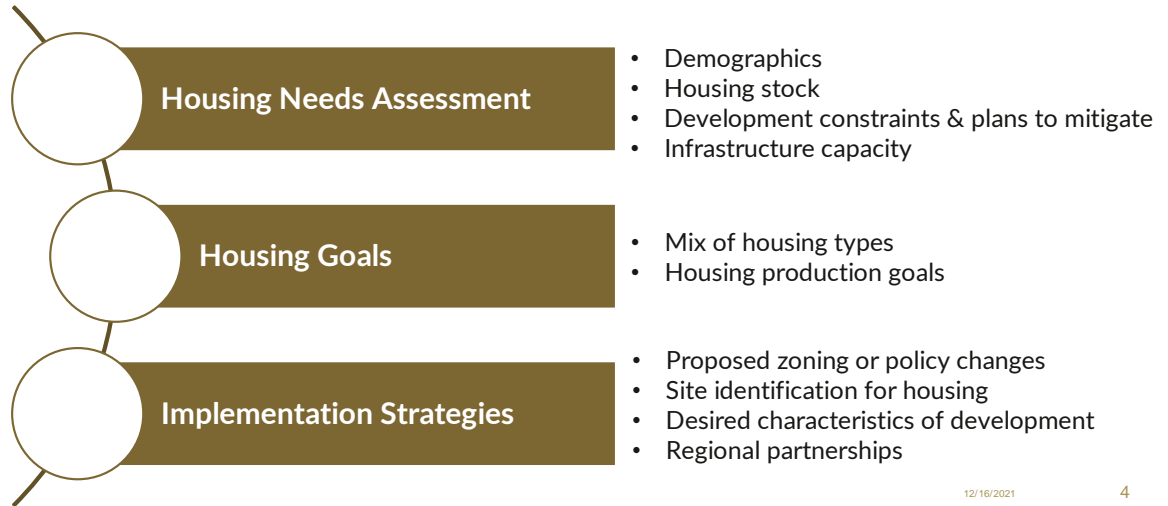 Housing Needs Assessment
• Demographics
• Housing stock
• Development constraints & plans to mitigate
• Infrastructure capacity
Housing Goals
• Mix of housing types
• Housing production goals
Implementation Strategies
• Proposed zoning or policy changes
• Site identification for housing
• Desired characteristics of development
• Regional partnerships
12/16/2021
4